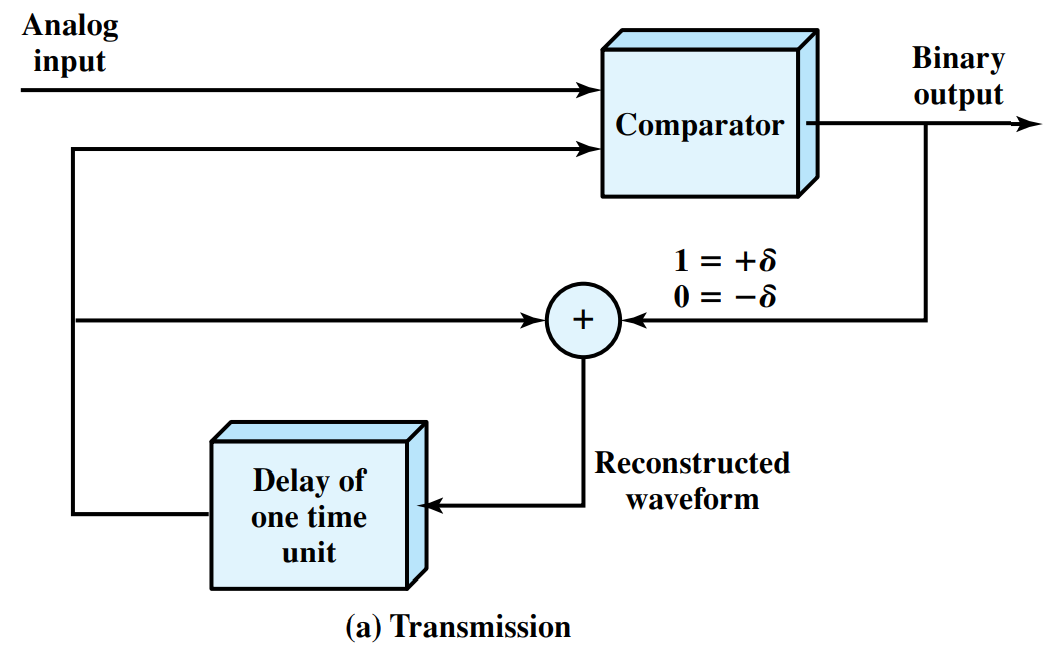 Analog
input
Comparator
Binary
output
1 = +δ
0 = −δ
+
Delay of
one time
unit
Reconstructed
waveform
(a) Transmission